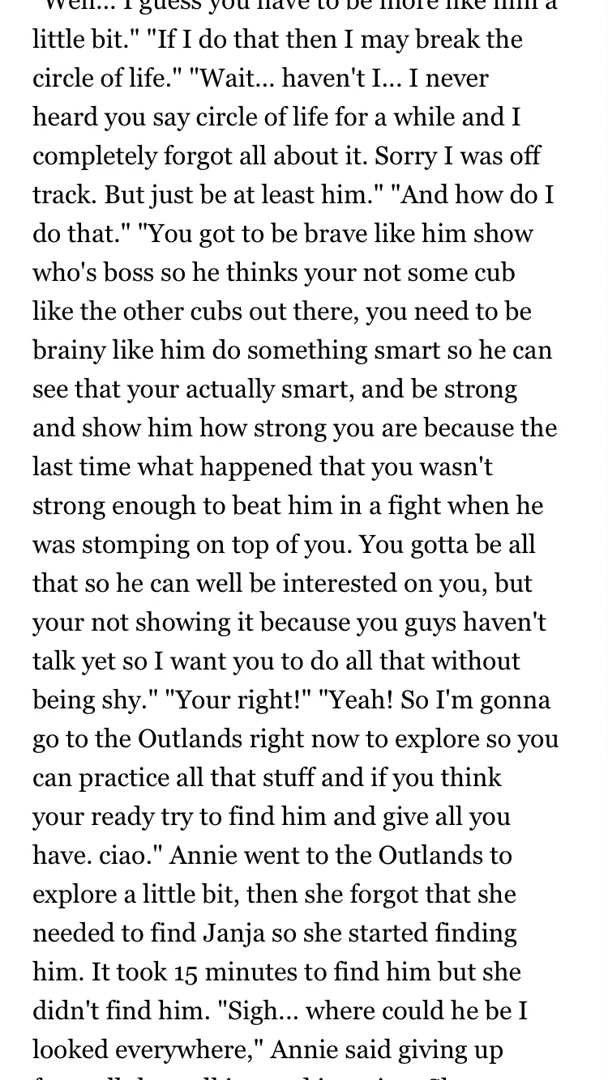 "Well... I guess you have to be more like him a
little bit." "If I do that then I may break the
circle of life." "Wait... haven't I... I never
heard you say circle of life for a while and I
completely forgot all about it. Sorry I was off
track. But just be at least him." "And how do I
do that." "You got to be brave like him show
who's boss so he thinks your not some cub
like the other cubs out there, you need to be
brainy like him do something smart so he can
see that your actually smart, and be strong
and show him how strong you are because the
last time what happened that you wasn't
strong enough to beat him in a fight when he
was stomping on top of you. You gotta be all
that so he can well be interested on you, but
your not showing it because you guys haven't
talk yet so I want you to do all that without
being shy." "Your right!" "Yeah! So I'm gonna
go to the Outlands right now to explore so you
can practice all that stuff and if you think
your ready try to find him and give all you
have. ciao." Annie went to the Outlands to
explore a little bit, then she forgot that she
needed to find Janja so she started finding
him. It took 15 minutes to find him but she
didn't find him. "Sigh... where could he be I
looked everywhere," Annie said giving up